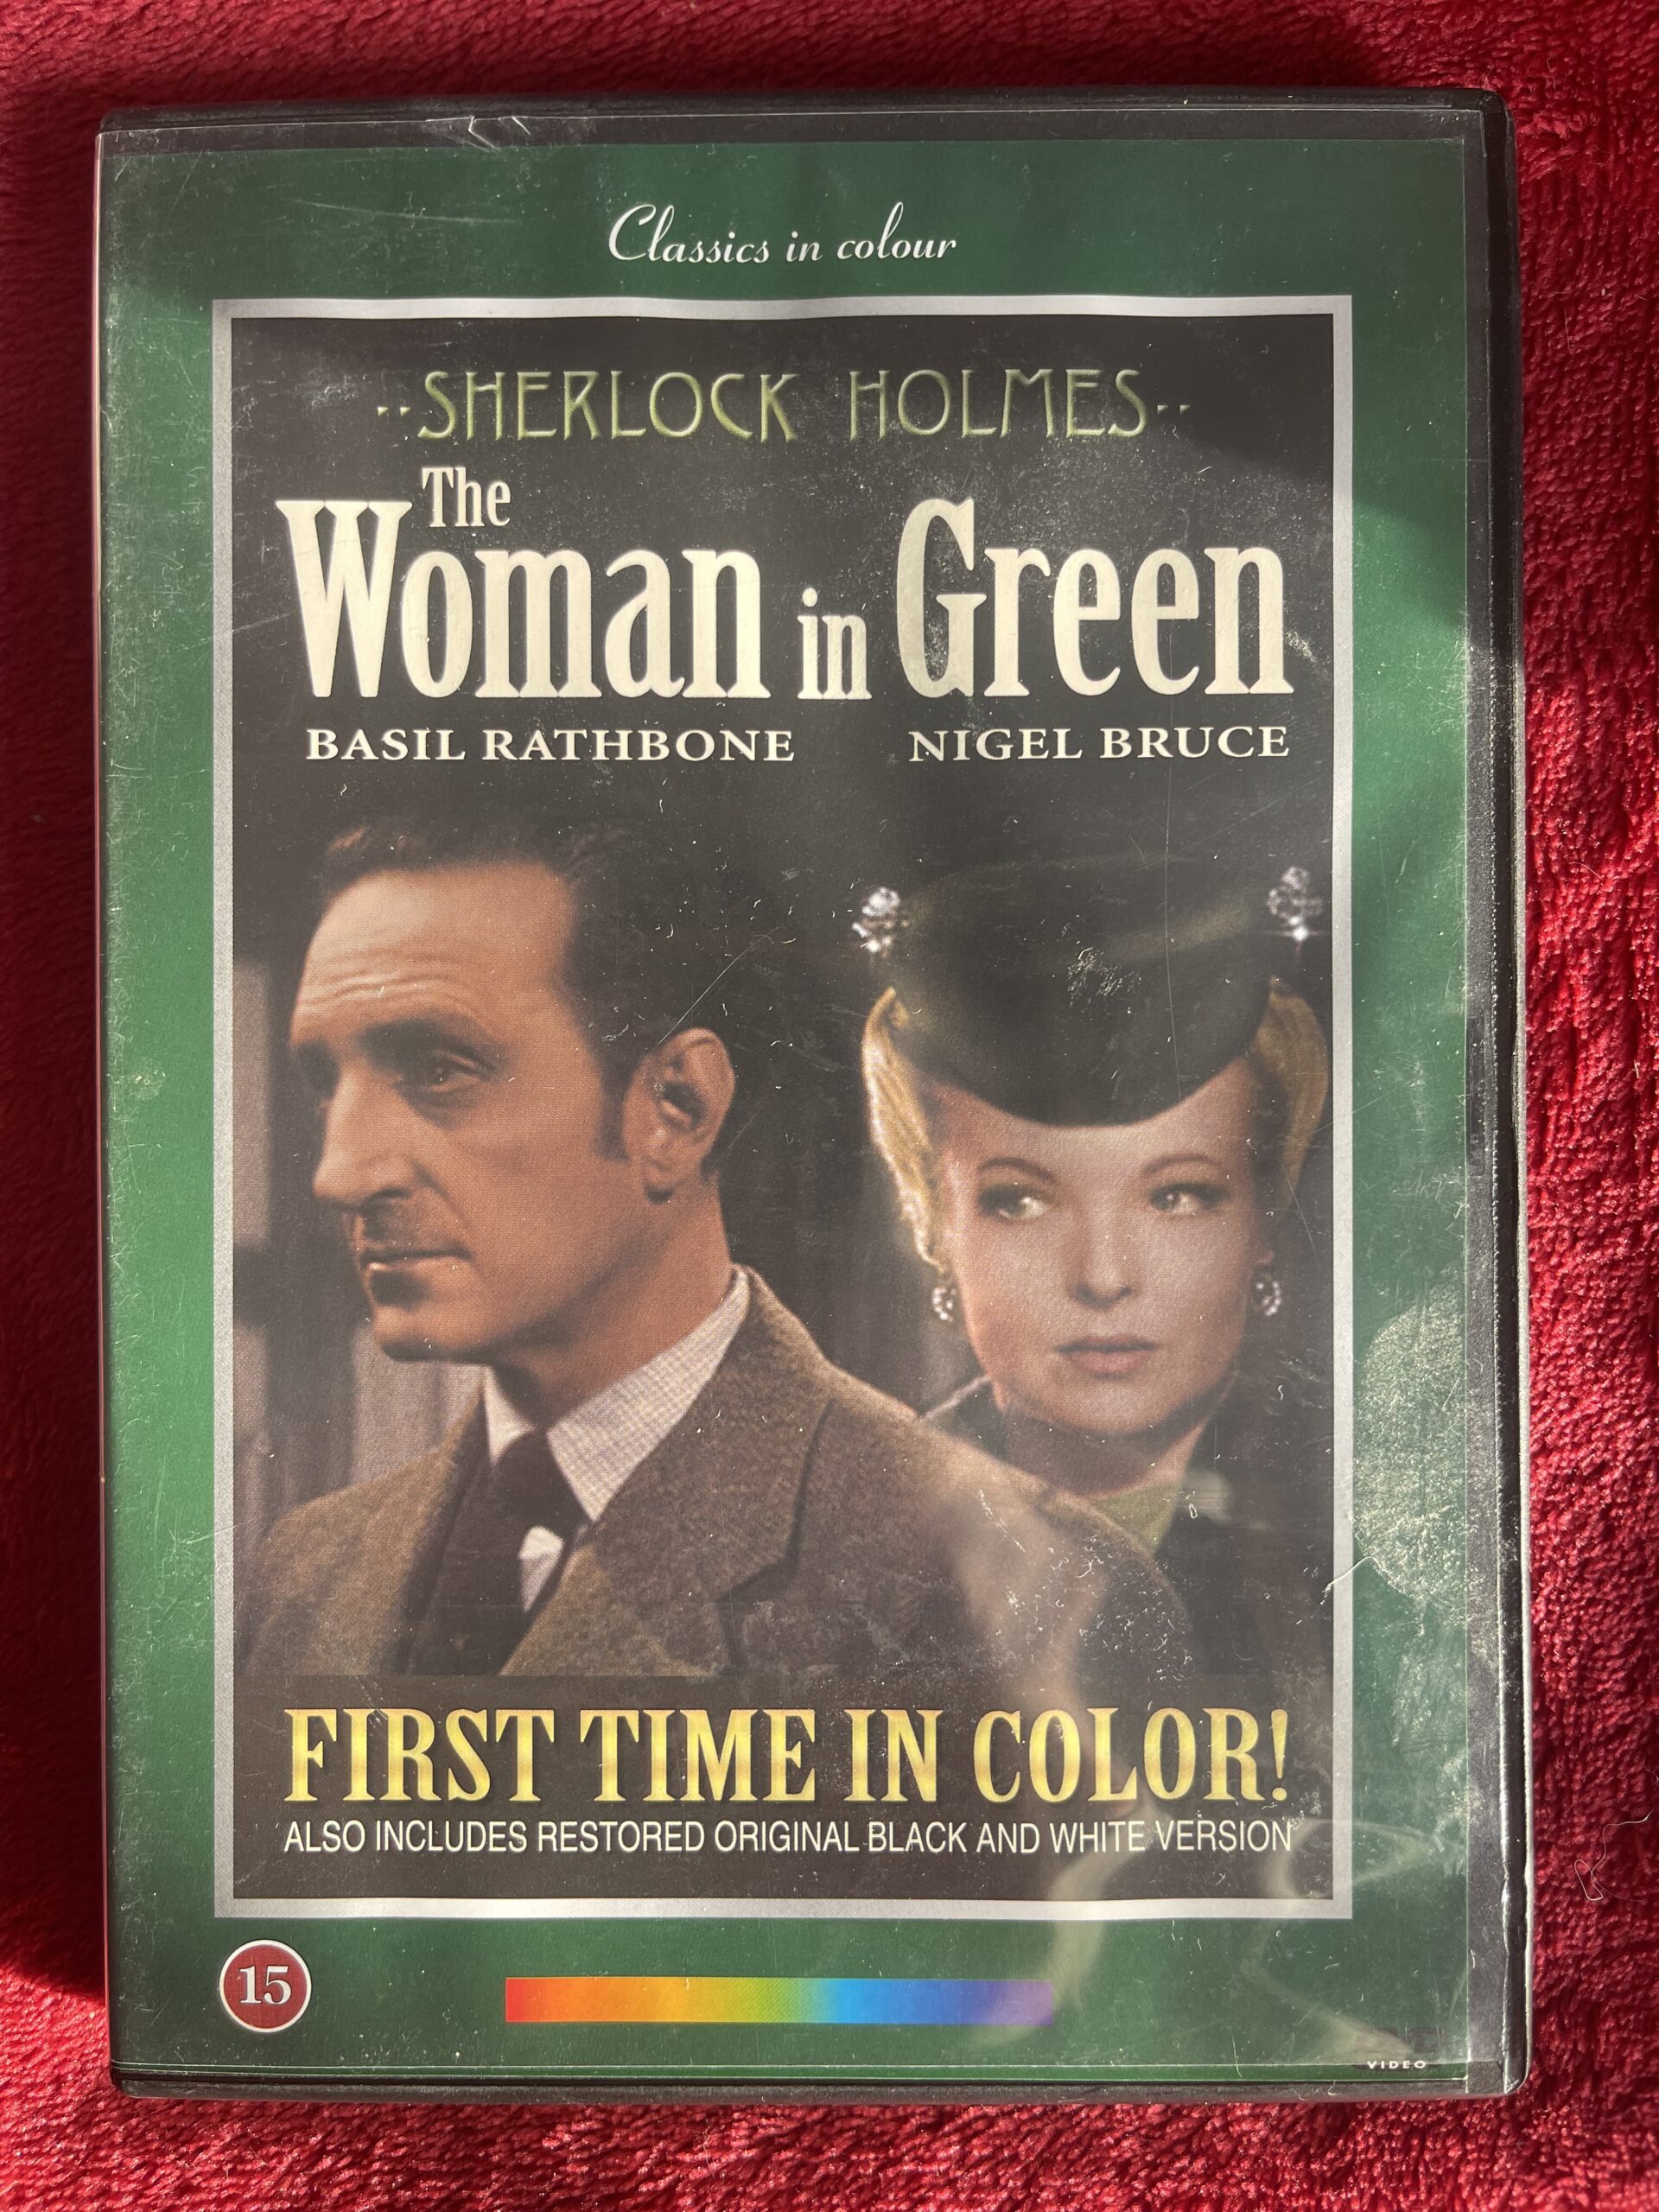 Classics in colour
··SHERLOCK HOLMES··
The
Woman in Green
BASIL RATHBONE NIGEL BRUCE
FIRST TIME IN COLOR!
ALSO INCLUDES RESTORED ORIGINAL BLACK AND WHITE VERSION
15
VIDEO